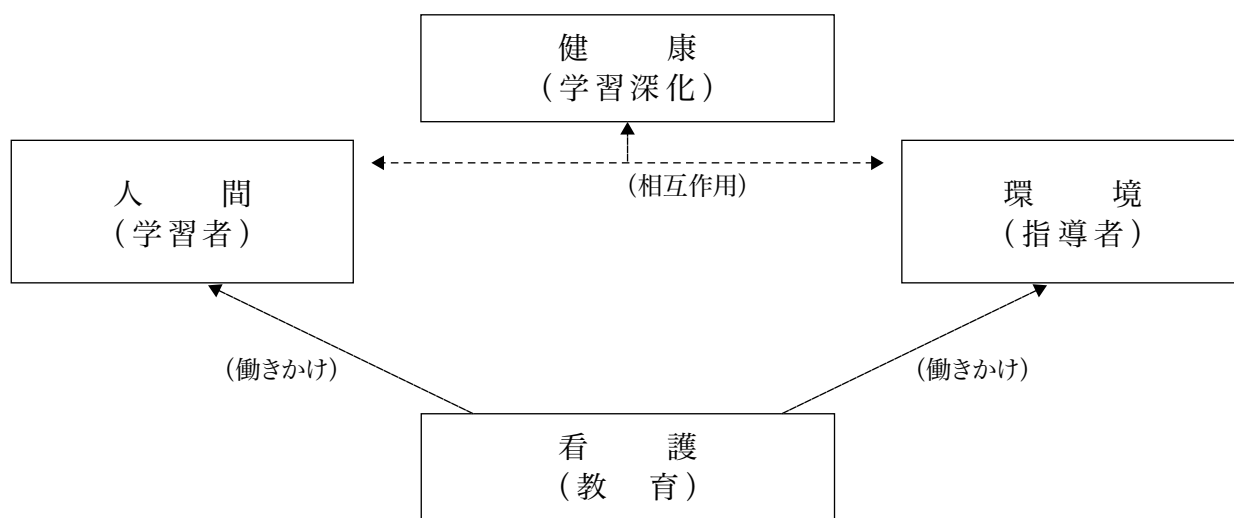 健 康
(学習深化)
人 間
(学習者)
(相互作用)
環 境
(指導者)
(働きかけ)
(働きかけ)
看 護
(教 育)